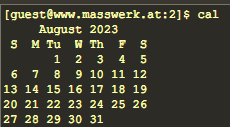 [guest@www.masswerk.at:2]$ cal
     August 2023
 S  M Tu  W Th  F  S
       1  2  3  4  5
 6  7  8  9 10 11 12
13 14 15 16 17 18 19
20 21 22 23 24 25 26
27 28 29 30 31